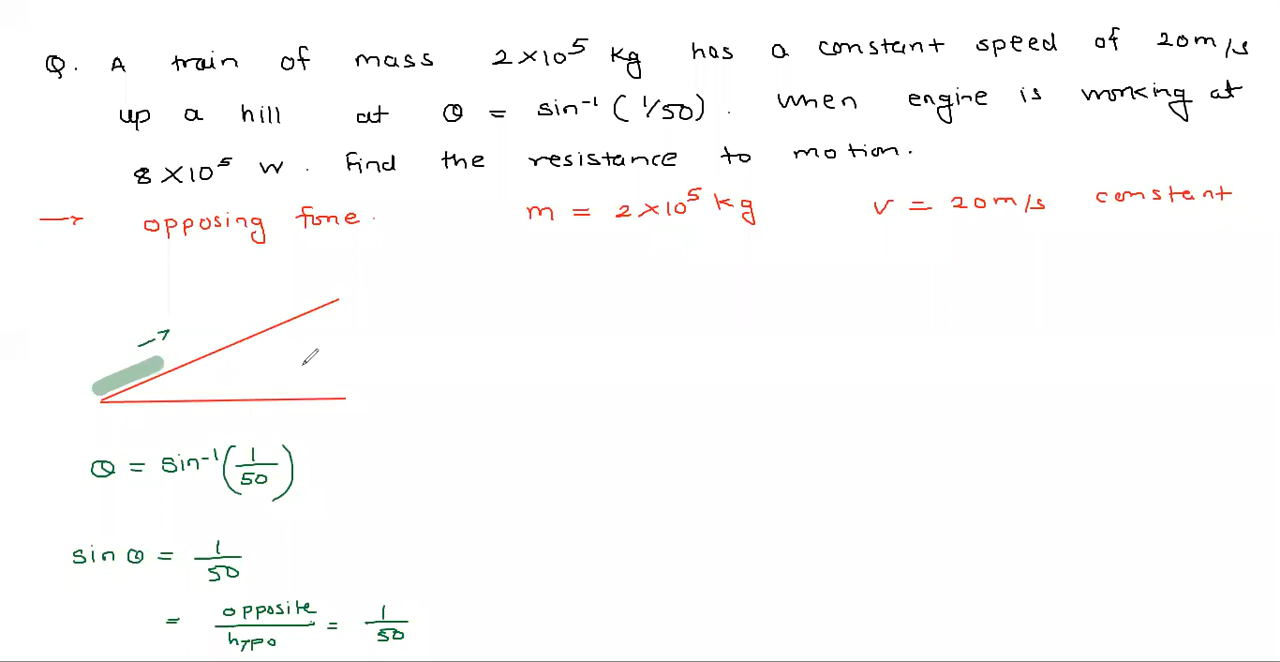 Q. A train of mass 2×10⁵ kg has a constant speed of 20m/s
up a hill at θ = sin⁻¹(1/50). When engine is working at
8×10⁵ W. Find the resistance to motion.
→ opposing force. m = 2×10⁵ kg v = 20m/s constant
→
θ = sin⁻¹(1/50)
sin θ = 1/50
= opposite/hypo = 1/50